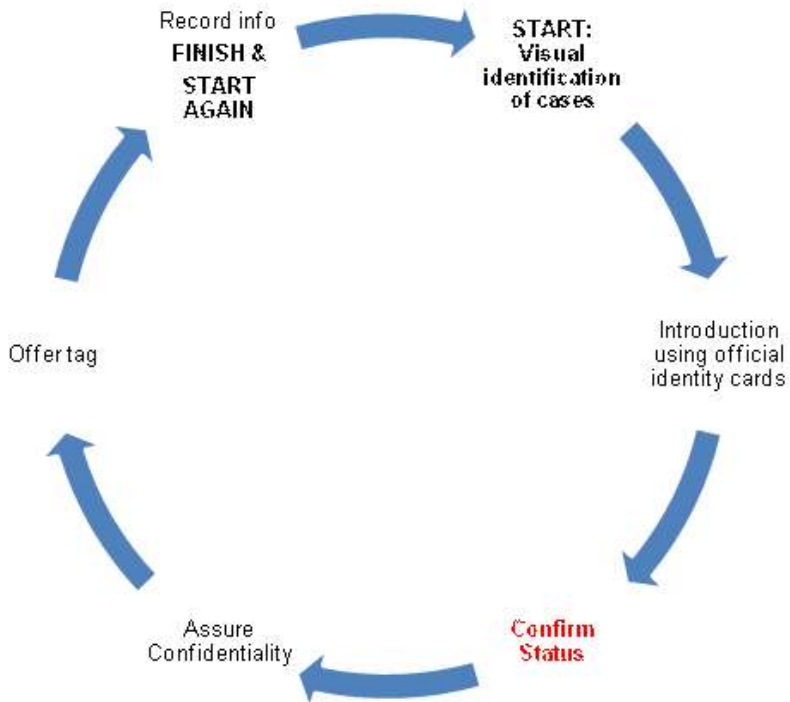 Record info
FINISH &
START
AGAIN
START:
Visual
identification
of cases
Introduction
using official
identity cards
Confirm
Status
Assure
Confidentiality
Offer tag